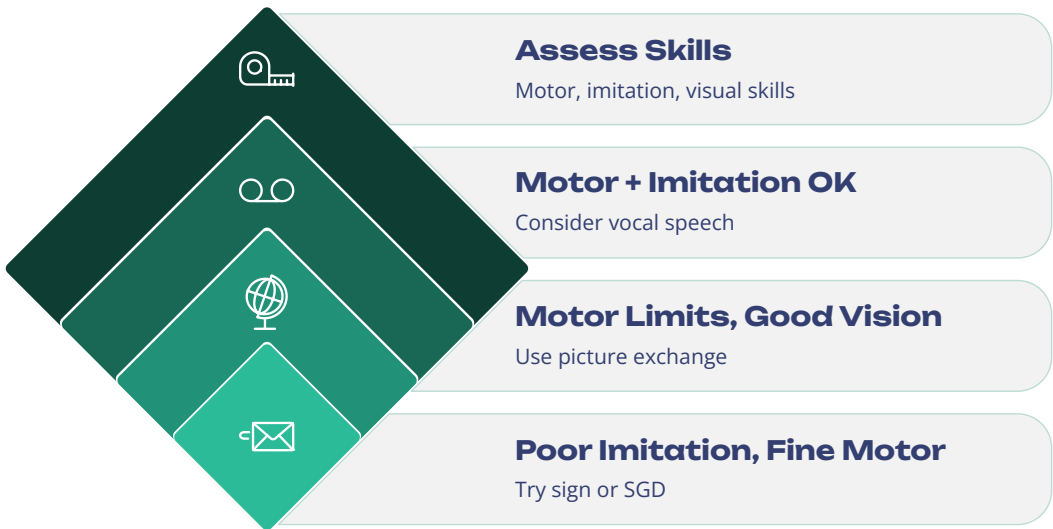 Assess Skills
Motor, imitation, visual skills
Motor + Imitation OK
Consider vocal speech
Motor Limits, Good Vision
Use picture exchange
Poor Imitation, Fine Motor
Try sign or SGD